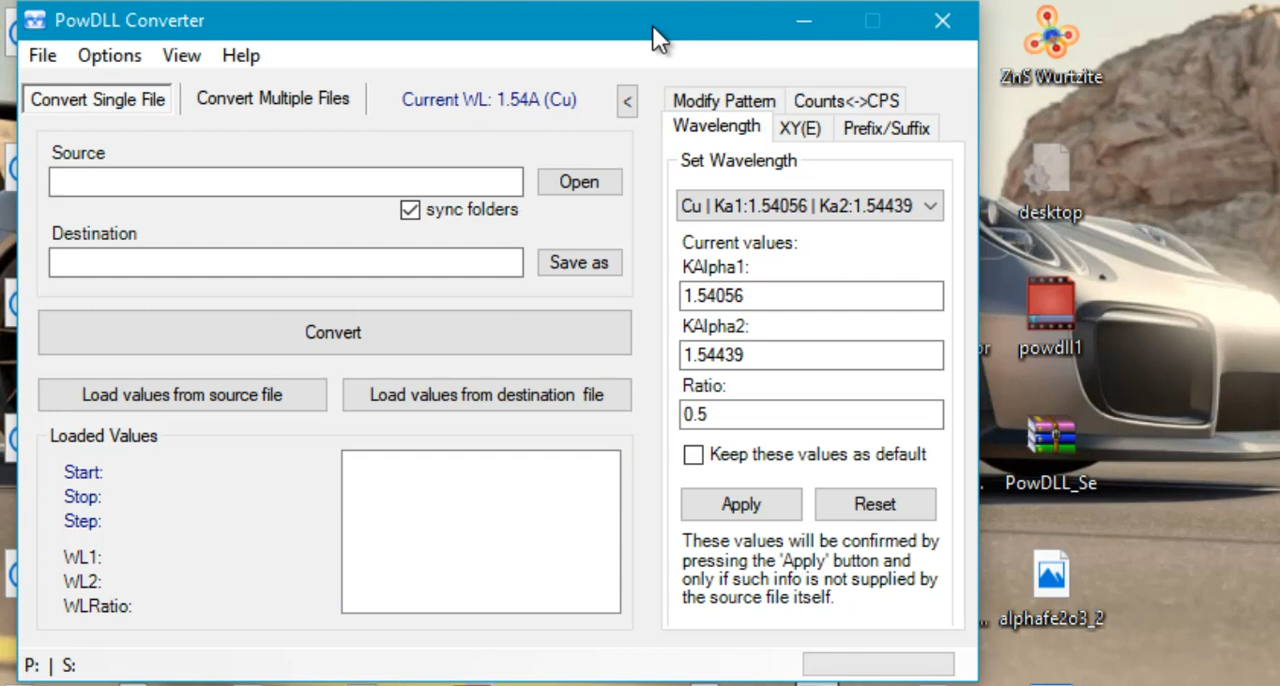 PowDLL Converter
File Options View Help
Convert Single File
Convert Multiple Files
Current WL: 1.54A (Cu)
<
Source
Open
sync folders
Destination
Save as
Convert
Load values from source file
Load values from destination file
Loaded Values
Start:
Stop:
Step:
WL1:
WL2:
WLRatio:
P: | S:
Modify Pattern
Counts<->CPS
Wavelength
XY(E)
Prefix/Suffix
Set Wavelength
Cu | Ka1:1.54056 | Ka2:1.54439
Current values:
KAlpha1:
1.54056
KAlpha2:
1.54439
Ratio:
0.5
Keep these values as default
Apply
Reset
These values will be confirmed by
pressing the 'Apply' button and
only if such info is not supplied by
the source file itself.
ZnS Wurtzite
desktop
or
powdll1
PowDLL_Se
alphafe2o3_2